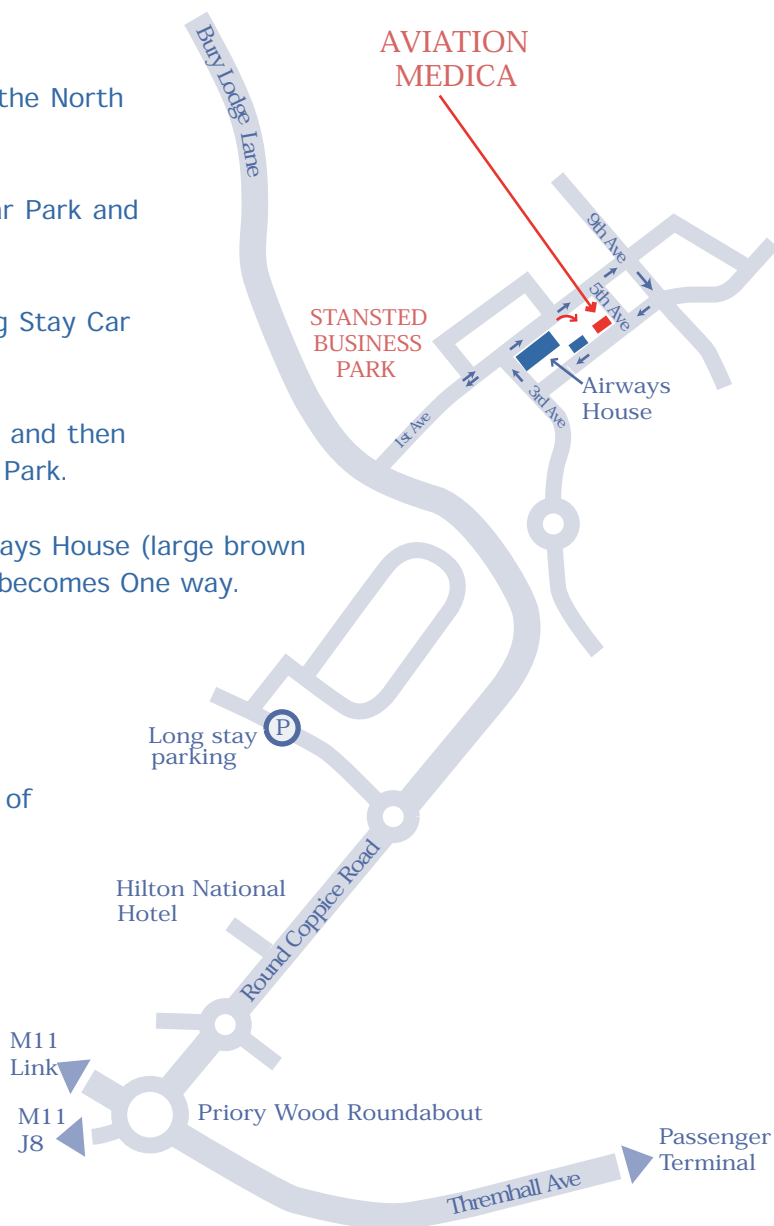 AVIATION
MEDICA
the North
Bury Lodge Lane
ar Park and
9th Ave
5th Ave
g Stay Car
STANSTED
BUSINESS
PARK
Airways
House
3rd Ave
1st Ave
and then
Park.
ays House (large brown
becomes One way.
Long stay
parking
P
of
Hilton National
Hotel
Round Coppice Road
M11
Link
M11
J8
Priory Wood Roundabout
Passenger
Terminal
Thremhall Ave